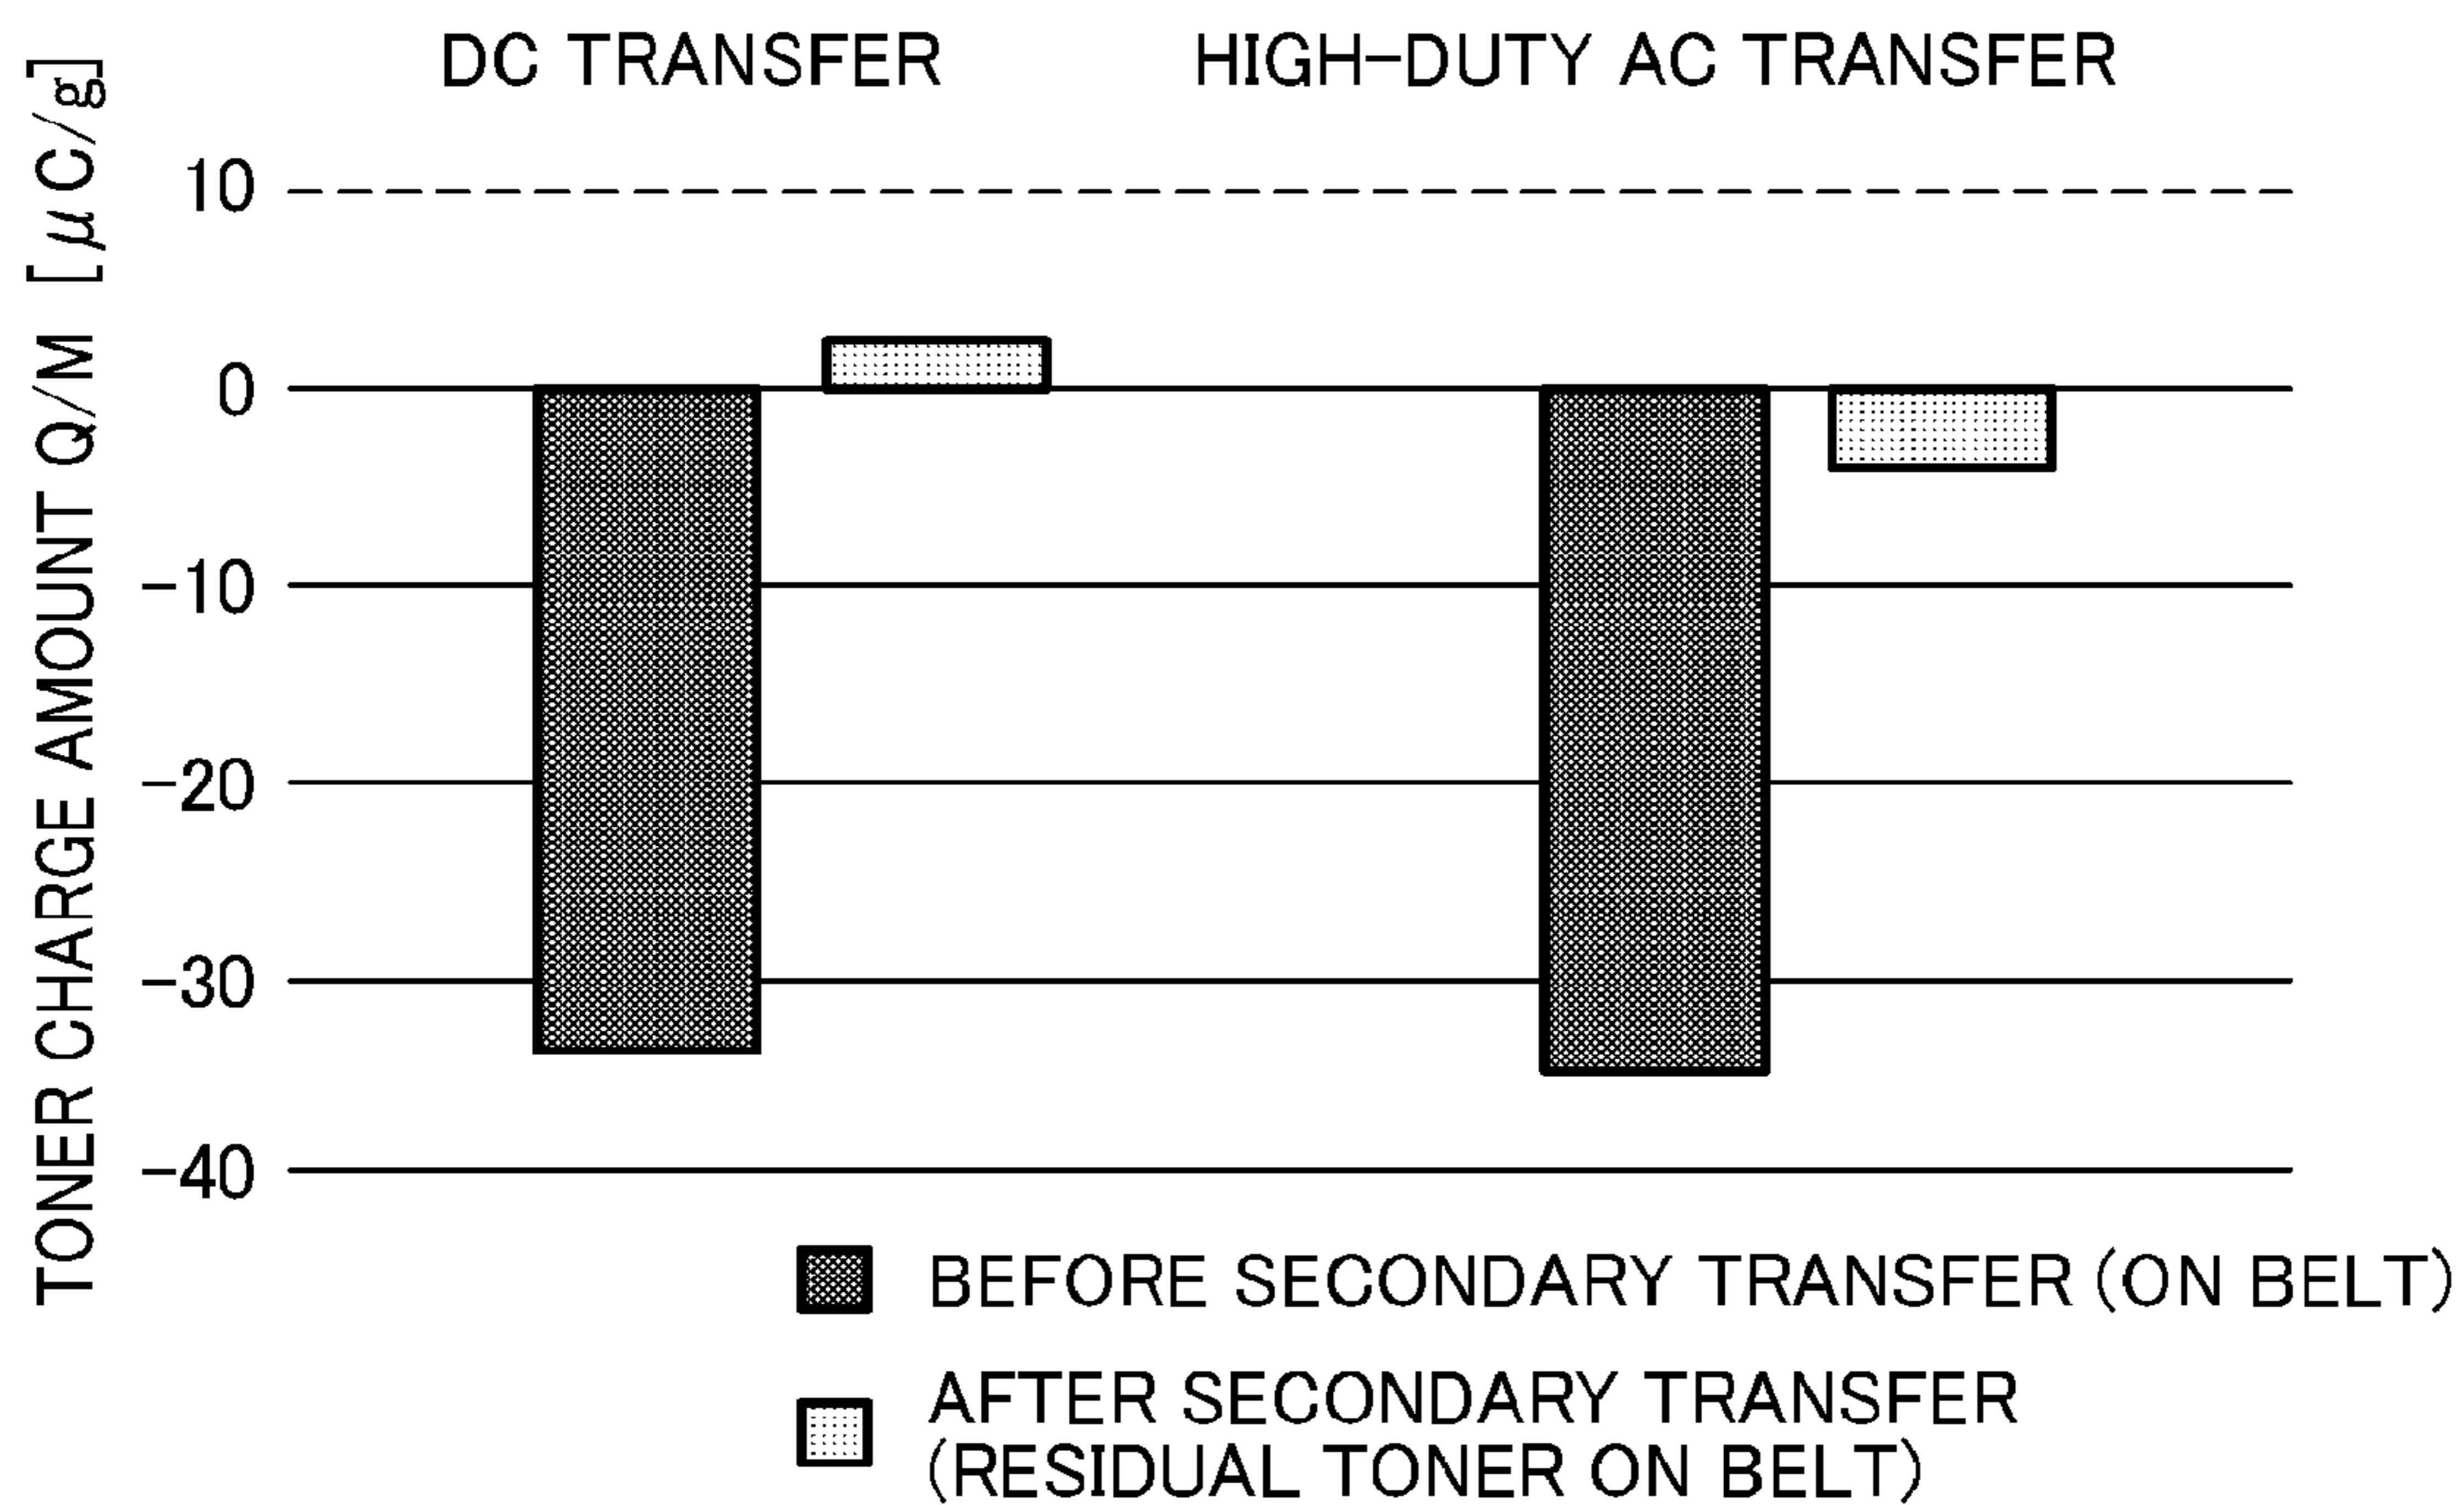 DC TRANSFER
HIGH-DUTY AC TRANSFER
TONER CHARGE AMOUNT Q/M [μC/g]
10
0
-10
-20
-30
-40
BEFORE SECONDARY TRANSFER (ON BELT)
AFTER SECONDARY TRANSFER
(RESIDUAL TONER ON BELT)